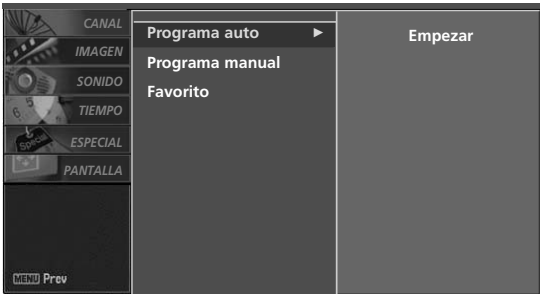 CANAL
IMAGEN
SONIDO
TIEMPO
ESPECIAL
PANTALLA
MENU Prev
Programa auto ►
Programa manual
Favorito
Empezar